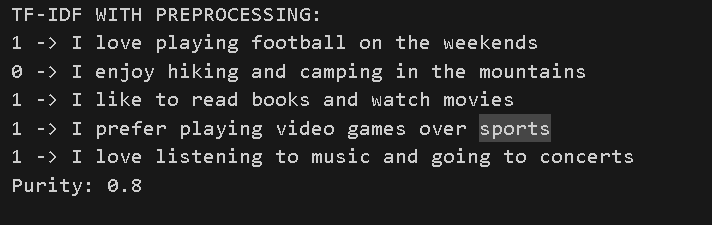 TF-IDF WITH PREPROCESSING:
1 -> I love playing football on the weekends
0 -> I enjoy hiking and camping in the mountains
1 -> I like to read books and watch movies
1 -> I prefer playing video games over sports
1 -> I love listening to music and going to concerts
Purity: 0.8